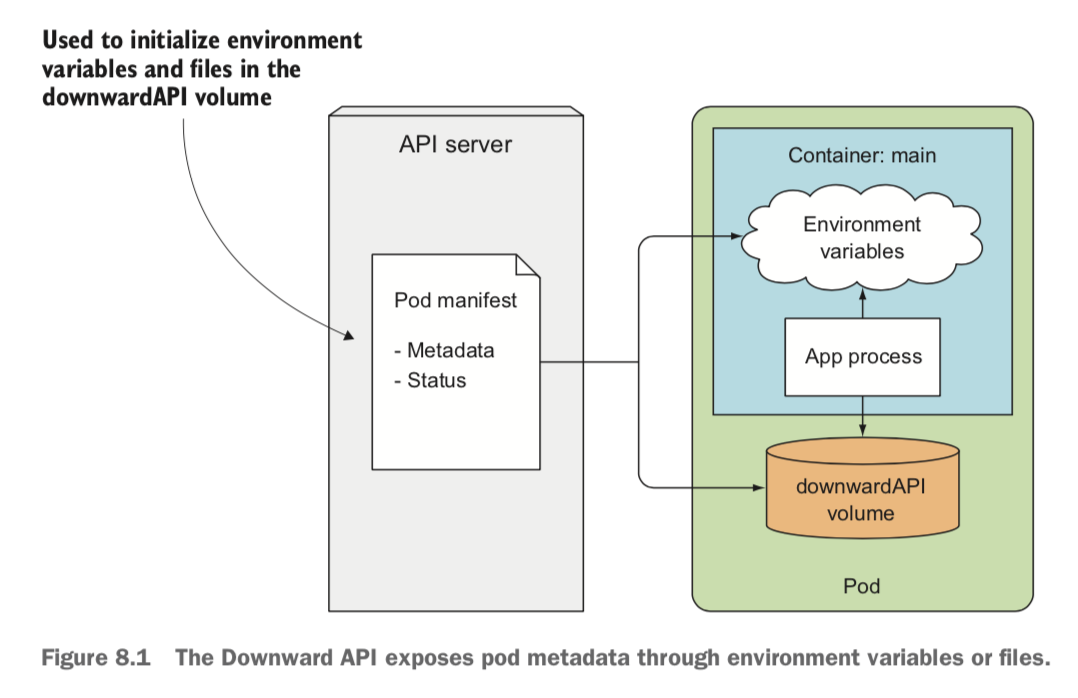 Used to initialize environment
variables and files in the
downwardAPI volume
API server
Pod manifest
- Metadata
- Status
Container: main
Environment
variables
App process
downwardAPI
volume
Pod
Figure 8.1 The Downward API exposes pod metadata through environment variables or files.